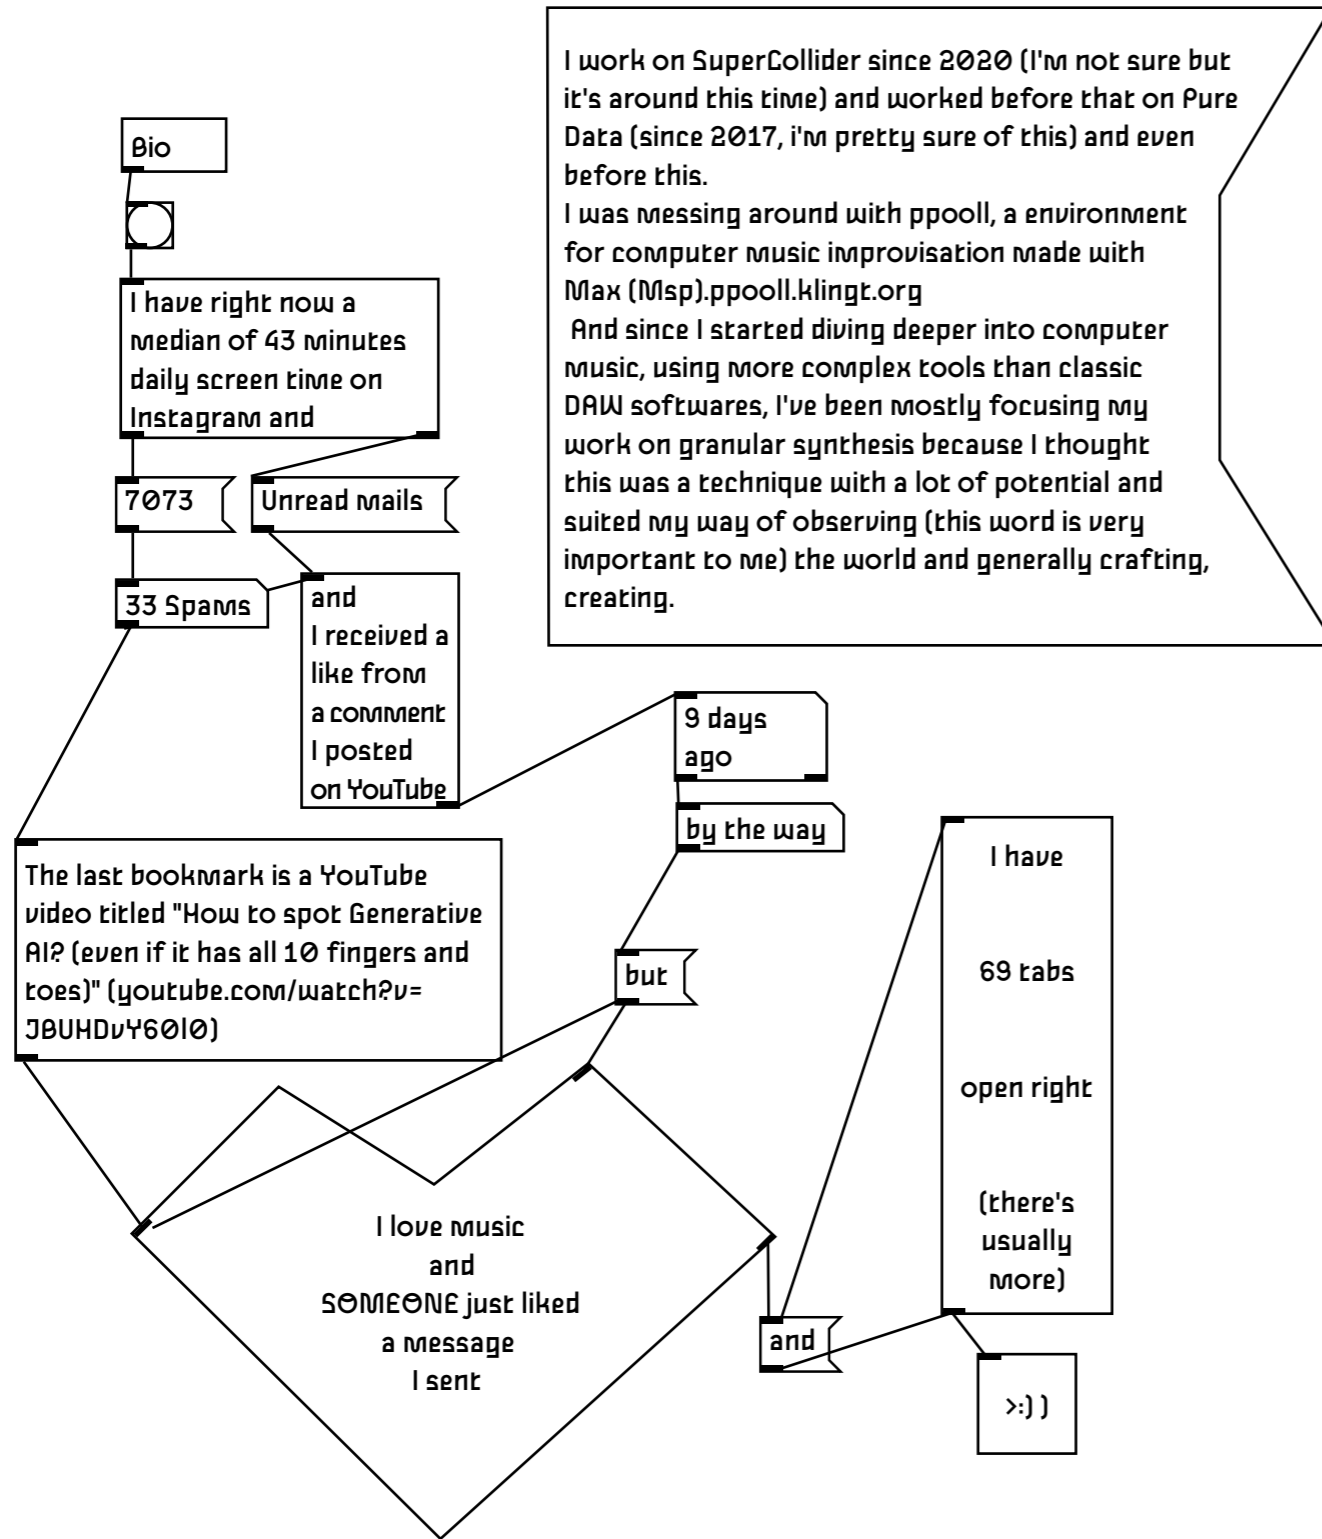 I work on SuperCollider since 2020 (I'm not sure but
it's around this time) and worked before that on Pure
Data (since 2017, i'm pretty sure of this) and even
before this.
I was messing around with ppooll, a environment
for computer music improvisation made with
Max (Msp).ppooll.klingt.org
And since I started diving deeper into computer
music, using more complex tools than classic
DAW softwares, I've been mostly focusing my
work on granular synthesis because I thought
this was a technique with a lot of potential and
suited my way of observing (this word is very
important to me) the world and generally crafting,
creating.
Bio
I have right now a
median of 43 minutes
daily screen time on
Instagram and
7073
Unread mails
33 Spams
and
I received a
like from
a comment
I posted
on YouTube
9 days
ago
by the way
The last bookmark is a YouTube
video titled "How to spot Generative
AI? (even if it has all 10 fingers and
toes)" (youtube.com/watch?v=
JBUHDvY60l0)
but
I love music
and
SOMEONE just liked
a message
I sent
and
I have
69 tabs
open right
(there's
usually
more)
>:) )